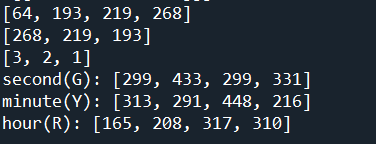 [64, 193, 219, 268]
[268, 219, 193]
[3, 2, 1]
second(G): [299, 433, 299, 331]
minute(Y): [313, 291, 448, 216]
hour(R): [165, 208, 317, 310]